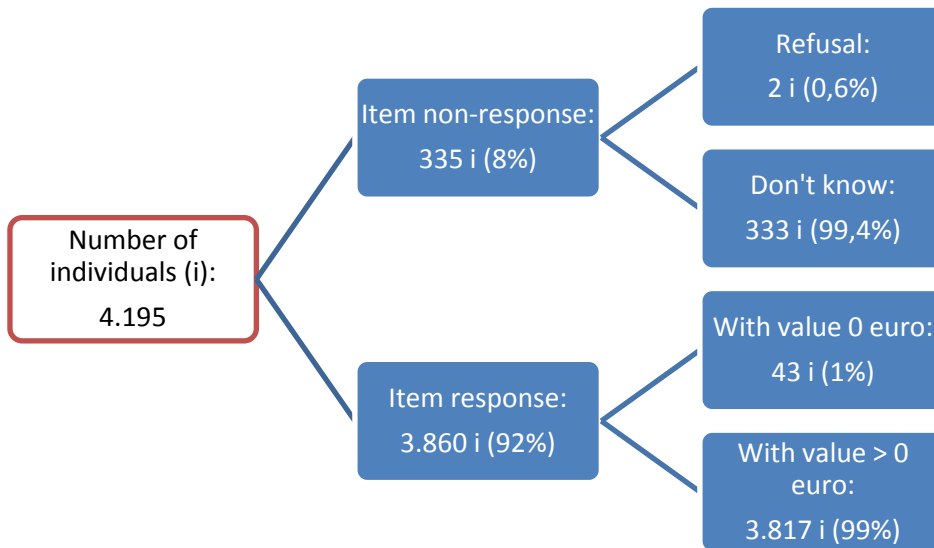 Number of
individuals (i):
4.195
Item non-response:
335 i (8%)
Refusal:
2 i (0,6%)
Don't know:
333 i (99,4%)
Item response:
3.860 i (92%)
With value 0 euro:
43 i (1%)
With value > 0
euro:
3.817 i (99%)